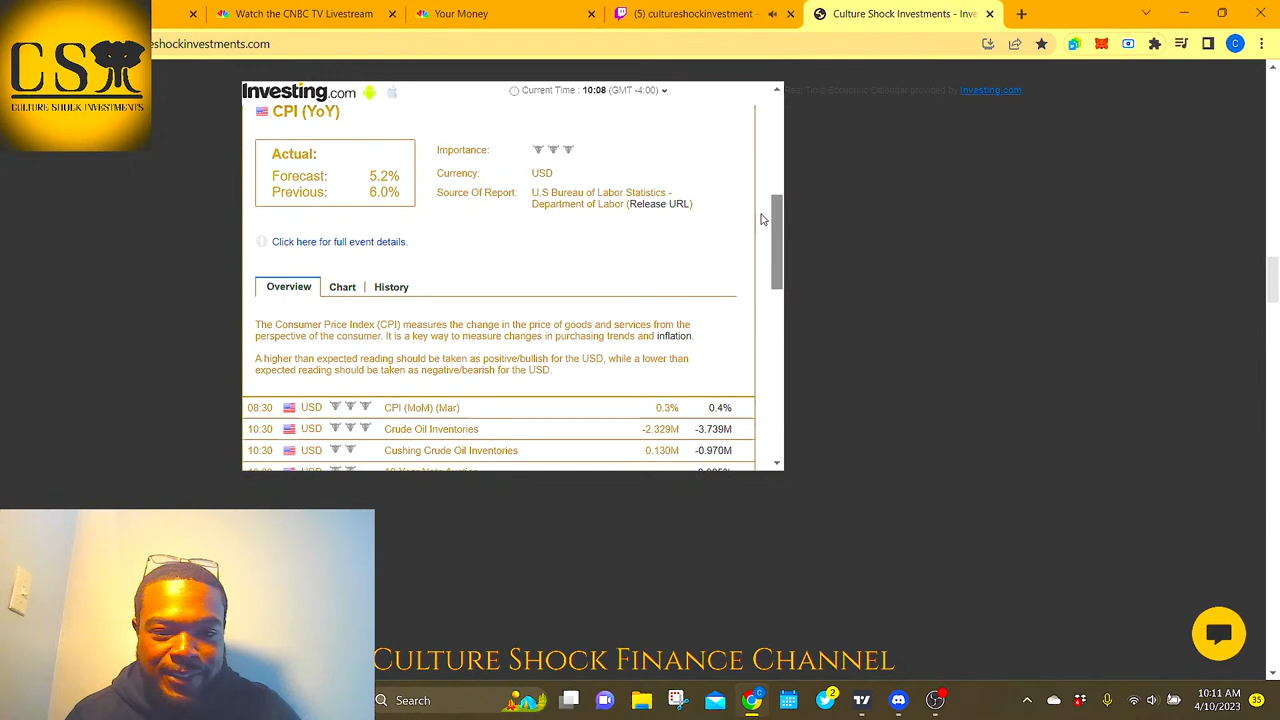 Watch the CNBC TV Livestream
Your Money
(5) cultureshockinvestment
Culture Shock Investments - Inve
CS
CULTURE SHOCK INVESTMENTS
eshockinvestments.com
Investing.com
Current Time : 10:08 (GMT -4:00)
Real Time Economic Calendar provided by Investing.com.
CPI (YoY)
Actual:
Forecast: 5.2%
Previous: 6.0%
Importance:
Currency: USD
Source Of Report: U.S Bureau of Labor Statistics -
Department of Labor (Release URL)
Click here for full event details.
Overview Chart History
The Consumer Price Index (CPI) measures the change in the price of goods and services from the
perspective of the consumer. It is a key way to measure changes in purchasing trends and inflation.
A higher than expected reading should be taken as positive/bullish for the USD, while a lower than
expected reading should be taken as negative/bearish for the USD.
08:30 USD CPI (MoM) (Mar) 0.3% 0.4%
10:30 USD Crude Oil Inventories -2.329M -3.739M
10:30 USD Cushing Crude Oil Inventories 0.130M -0.970M
USD 10-Year Note Auction
CULTURE SHOCK FINANCE CHANNEL
Search
2
10:11 AM
4/10/2023
35